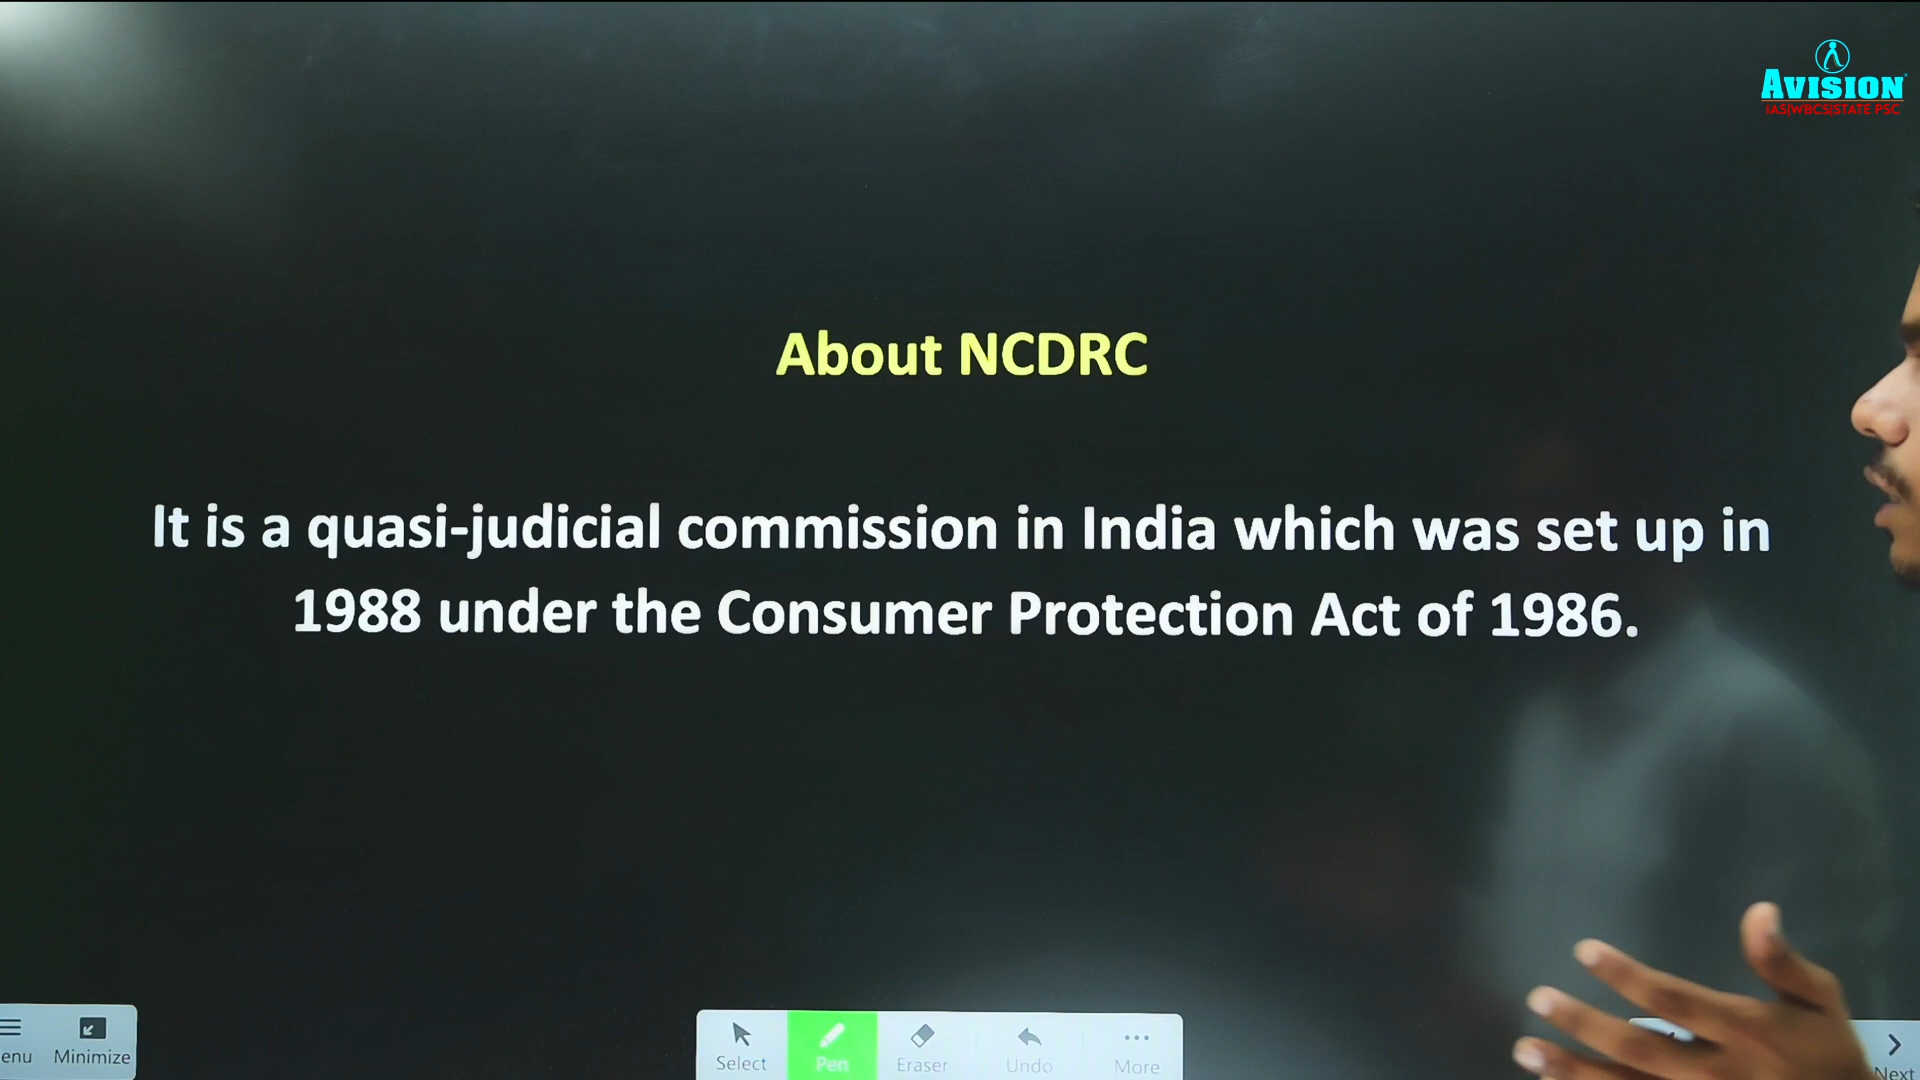 AVISION
IAS|WBCS|STATE PSC
About NCDRC
It is a quasi-judicial commission in India which was set up in
1988 under the Consumer Protection Act of 1986.
enu
Minimize
Select
Pen
Eraser
Undo
More
Next